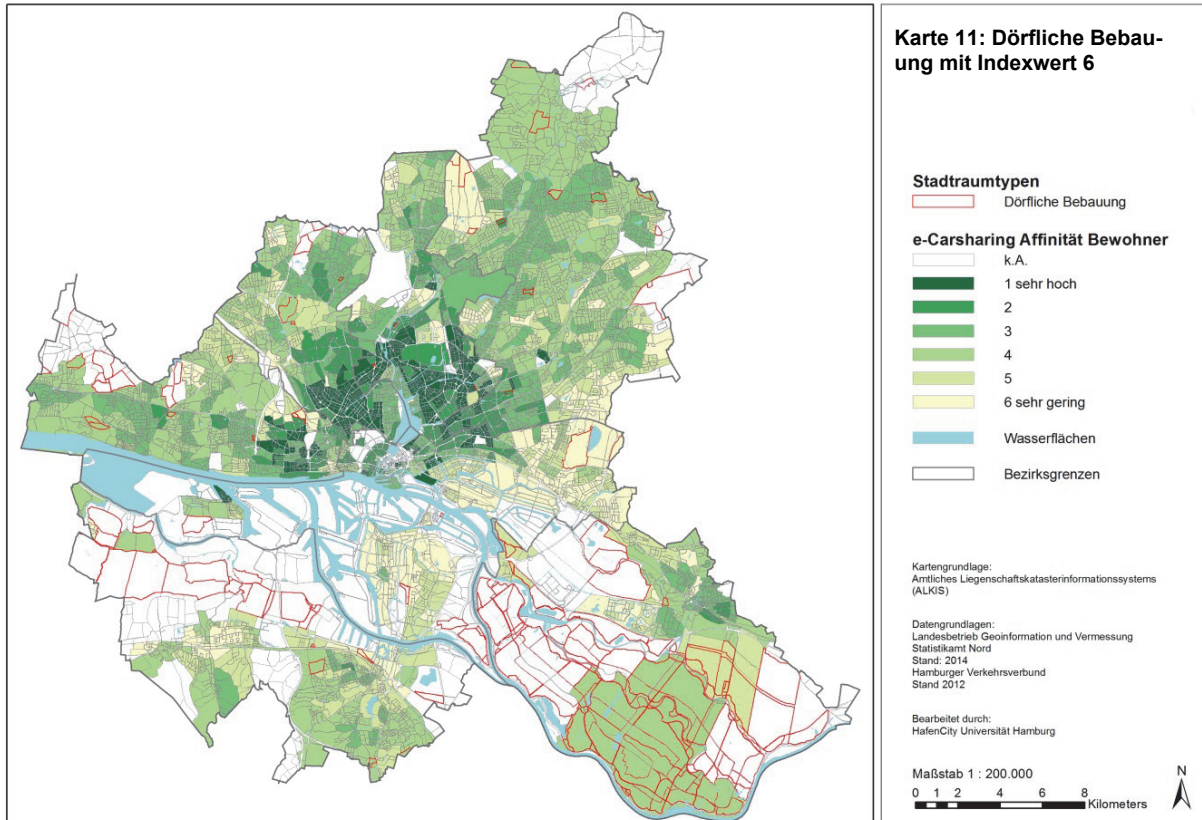 Karte 11: Dörfliche Bebau-
ung mit Indexwert 6
Stadtraumtypen
Dörfliche Bebauung
e-Carsharing Affinität Bewohner
k.A.
1 sehr hoch
2
3
4
5
6 sehr gering
Wasserflächen
Bezirksgrenzen
Kartengrundlage:
Amtliches Liegenschaftskatasterinformationssystems
(ALKIS)
Datengrundlagen:
Landesbetrieb Geoinformation und Vermessung
Statistikamt Nord
Stand: 2014
Hamburger Verkehrsverbund
Stand 2012
Bearbeitet durch:
HafenCity Universität Hamburg
Maßstab 1 : 200.000
N
0 1 2 4 6 8
Kilometers